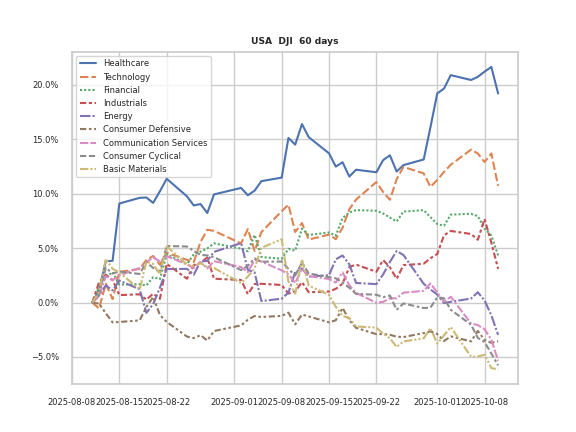 USA DJI 60 days
Healthcare
Technology
Financial
Industrials
Energy
Consumer Defensive
Communication Services
Consumer Cyclical
Basic Materials
20.0%
15.0%
10.0%
5.0%
0.0%
−5.0%
2025-08-08 2025-08-15 2025-08-22 2025-09-01 2025-09-08 2025-09-15 2025-09-22 2025-10-01 2025-10-08